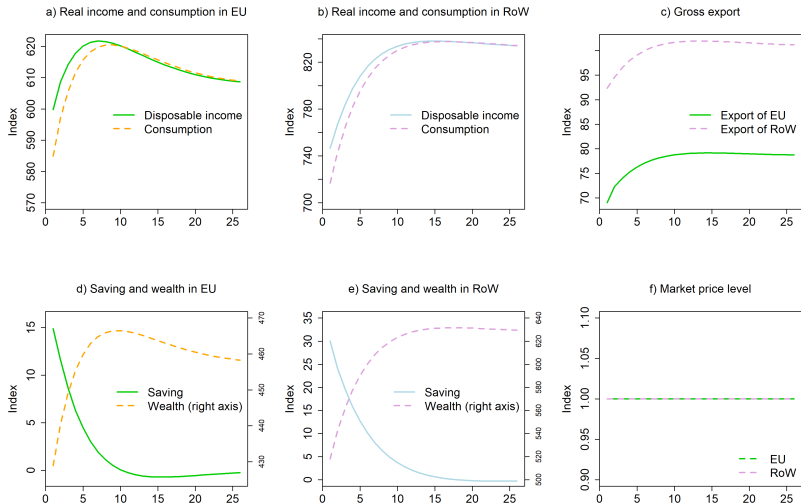 a) Real income and consumption in EU
Index
570 580 590 600 610 620
Disposable income
Consumption
0 5 10 15 20 25
b) Real income and consumption in RoW
Index
700 740 780 820
Disposable income
Consumption
0 5 10 15 20 25
c) Gross export
Index
70 75 80 85 90 95
Export of EU
Export of RoW
0 5 10 15 20 25
d) Saving and wealth in EU
Index
0 5 10 15
430 440 450 460 470
Saving
Wealth (right axis)
0 5 10 15 20 25
e) Saving and wealth in RoW
Index
0 5 10 15 20 25 30 35
500 520 540 560 580 600 620 640
Saving
Wealth (right axis)
0 5 10 15 20 25
f) Market price level
Index
0.90 0.95 1.00 1.05 1.10
EU
RoW
0 5 10 15 20 25